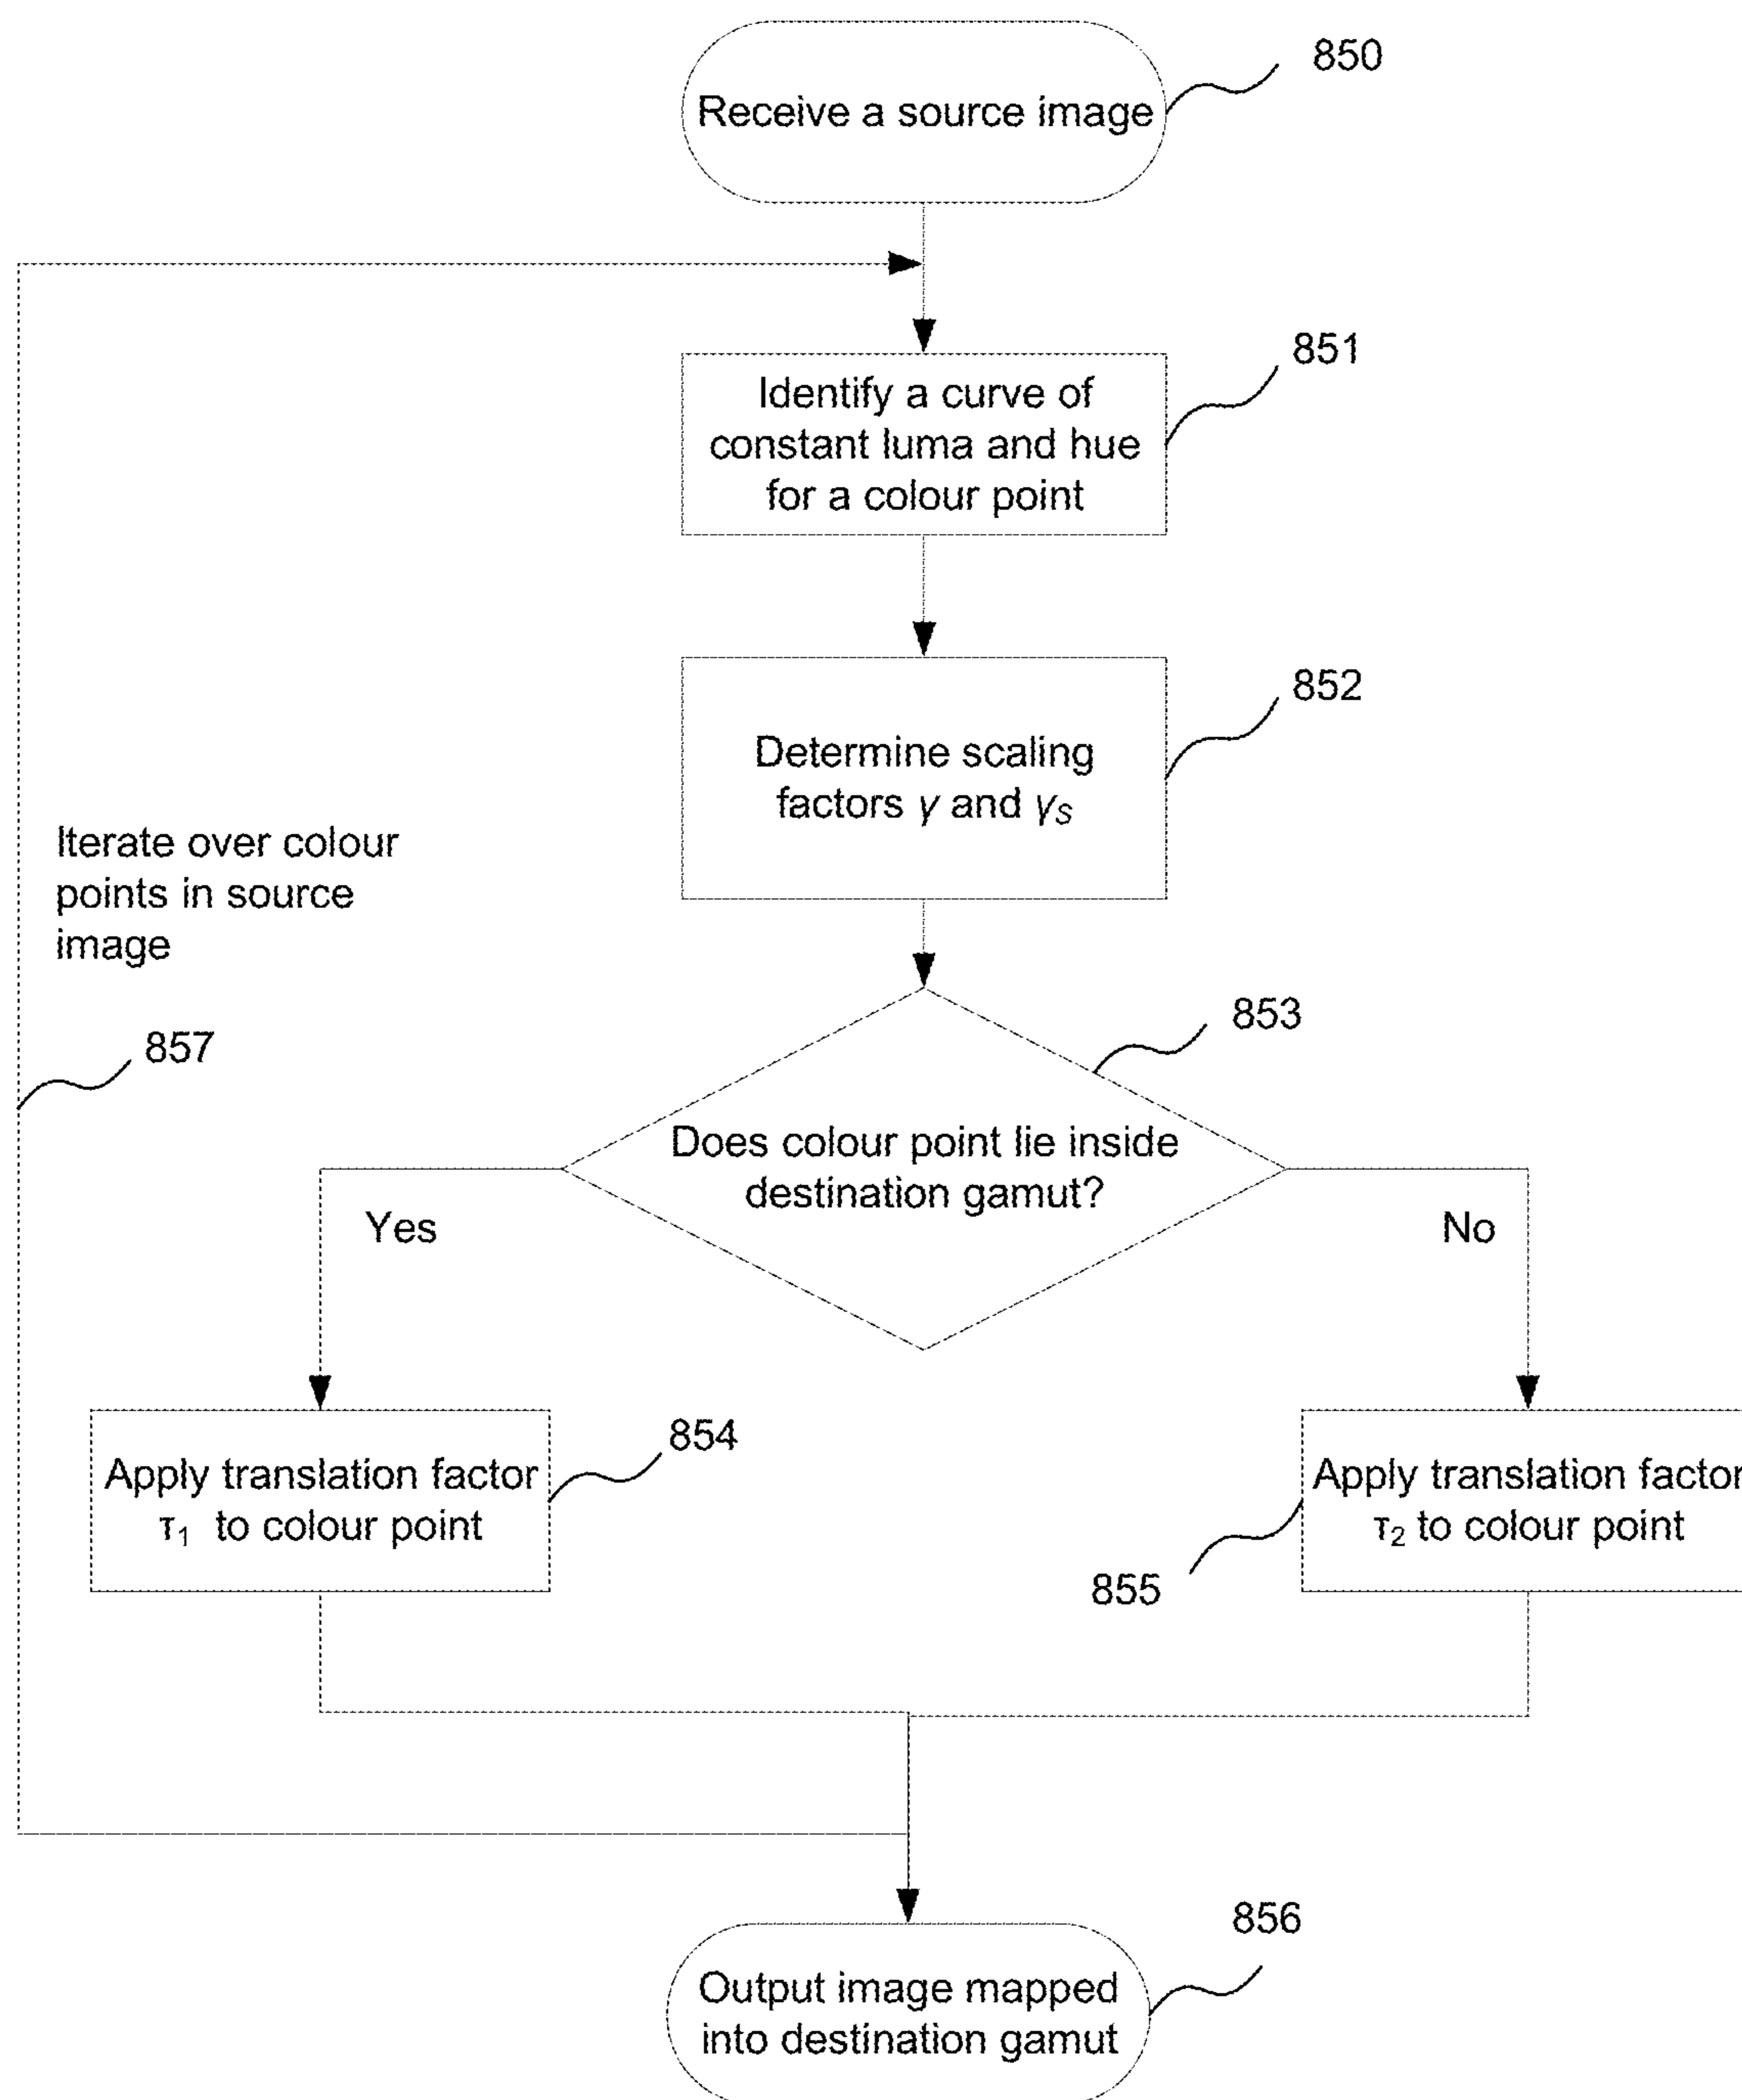 850
Receive a source image
851
Identify a curve of
constant luma and hue
for a colour point
852
Determine scaling
factors γ and γS
Iterate over colour
points in source
image
853
857
Does colour point lie inside
destination gamut?
Yes
No
854
Apply translation factor
τ1 to colour point
Apply translation factor
τ2 to colour point
855
856
Output image mapped
into destination gamut